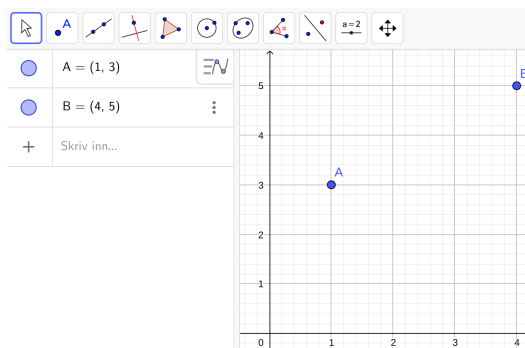 A
a = 2
A = (1, 3)
B = (4, 5)
Skriv inn...
B
5
4
A
3
2
1
0 1 2 3 4